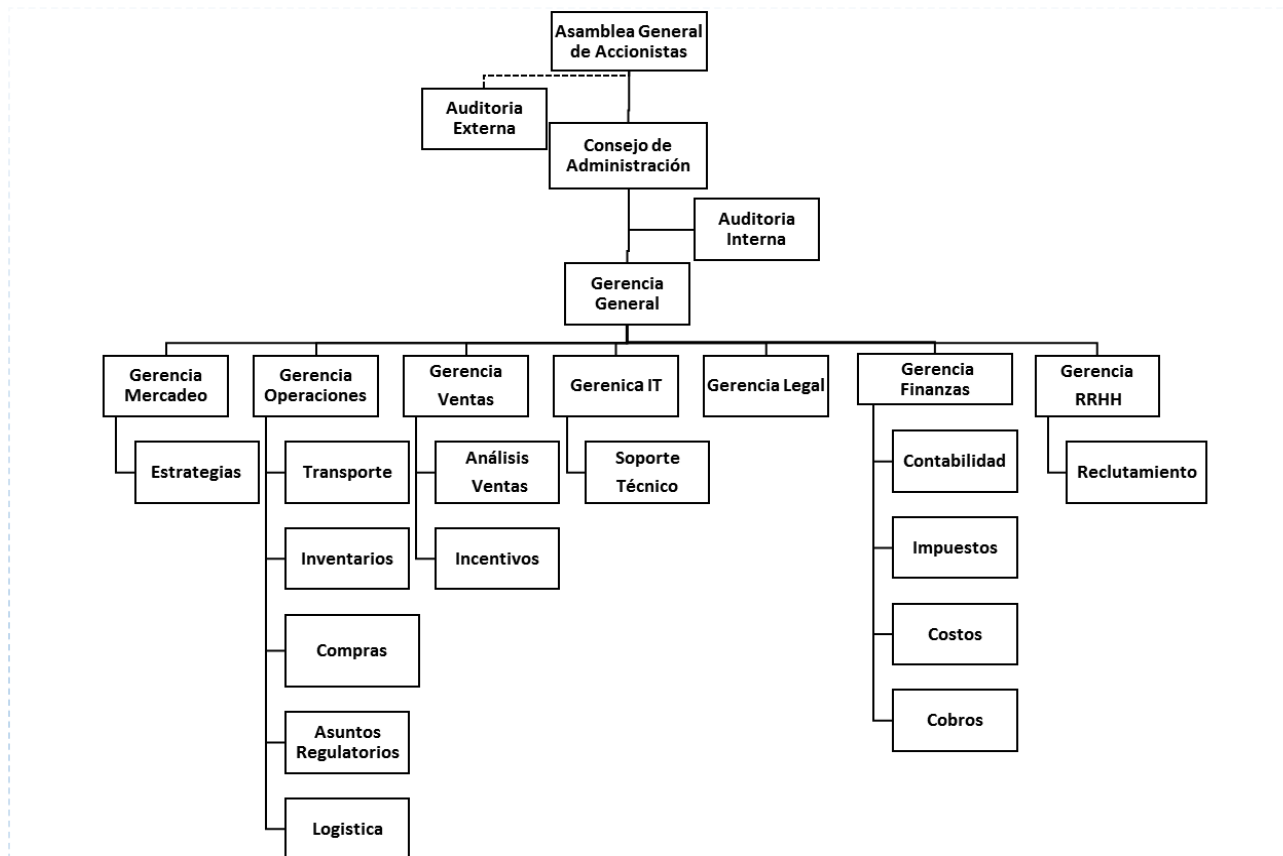 Asamblea General
de Accionistas
Auditoria
Externa
Consejo de
Administración
Auditoria
Interna
Gerencia
General
Gerencia
Mercadeo
Gerencia
Operaciones
Gerencia
Ventas
Gerenica IT
Gerencia Legal
Gerencia
Finanzas
Gerencia
RRHH
Estrategias
Transporte
Inventarios
Compras
Asuntos
Regulatorios
Logistica
Análisis
Ventas
Incentivos
Soporte
Técnico
Contabilidad
Impuestos
Costos
Cobros
Reclutamiento